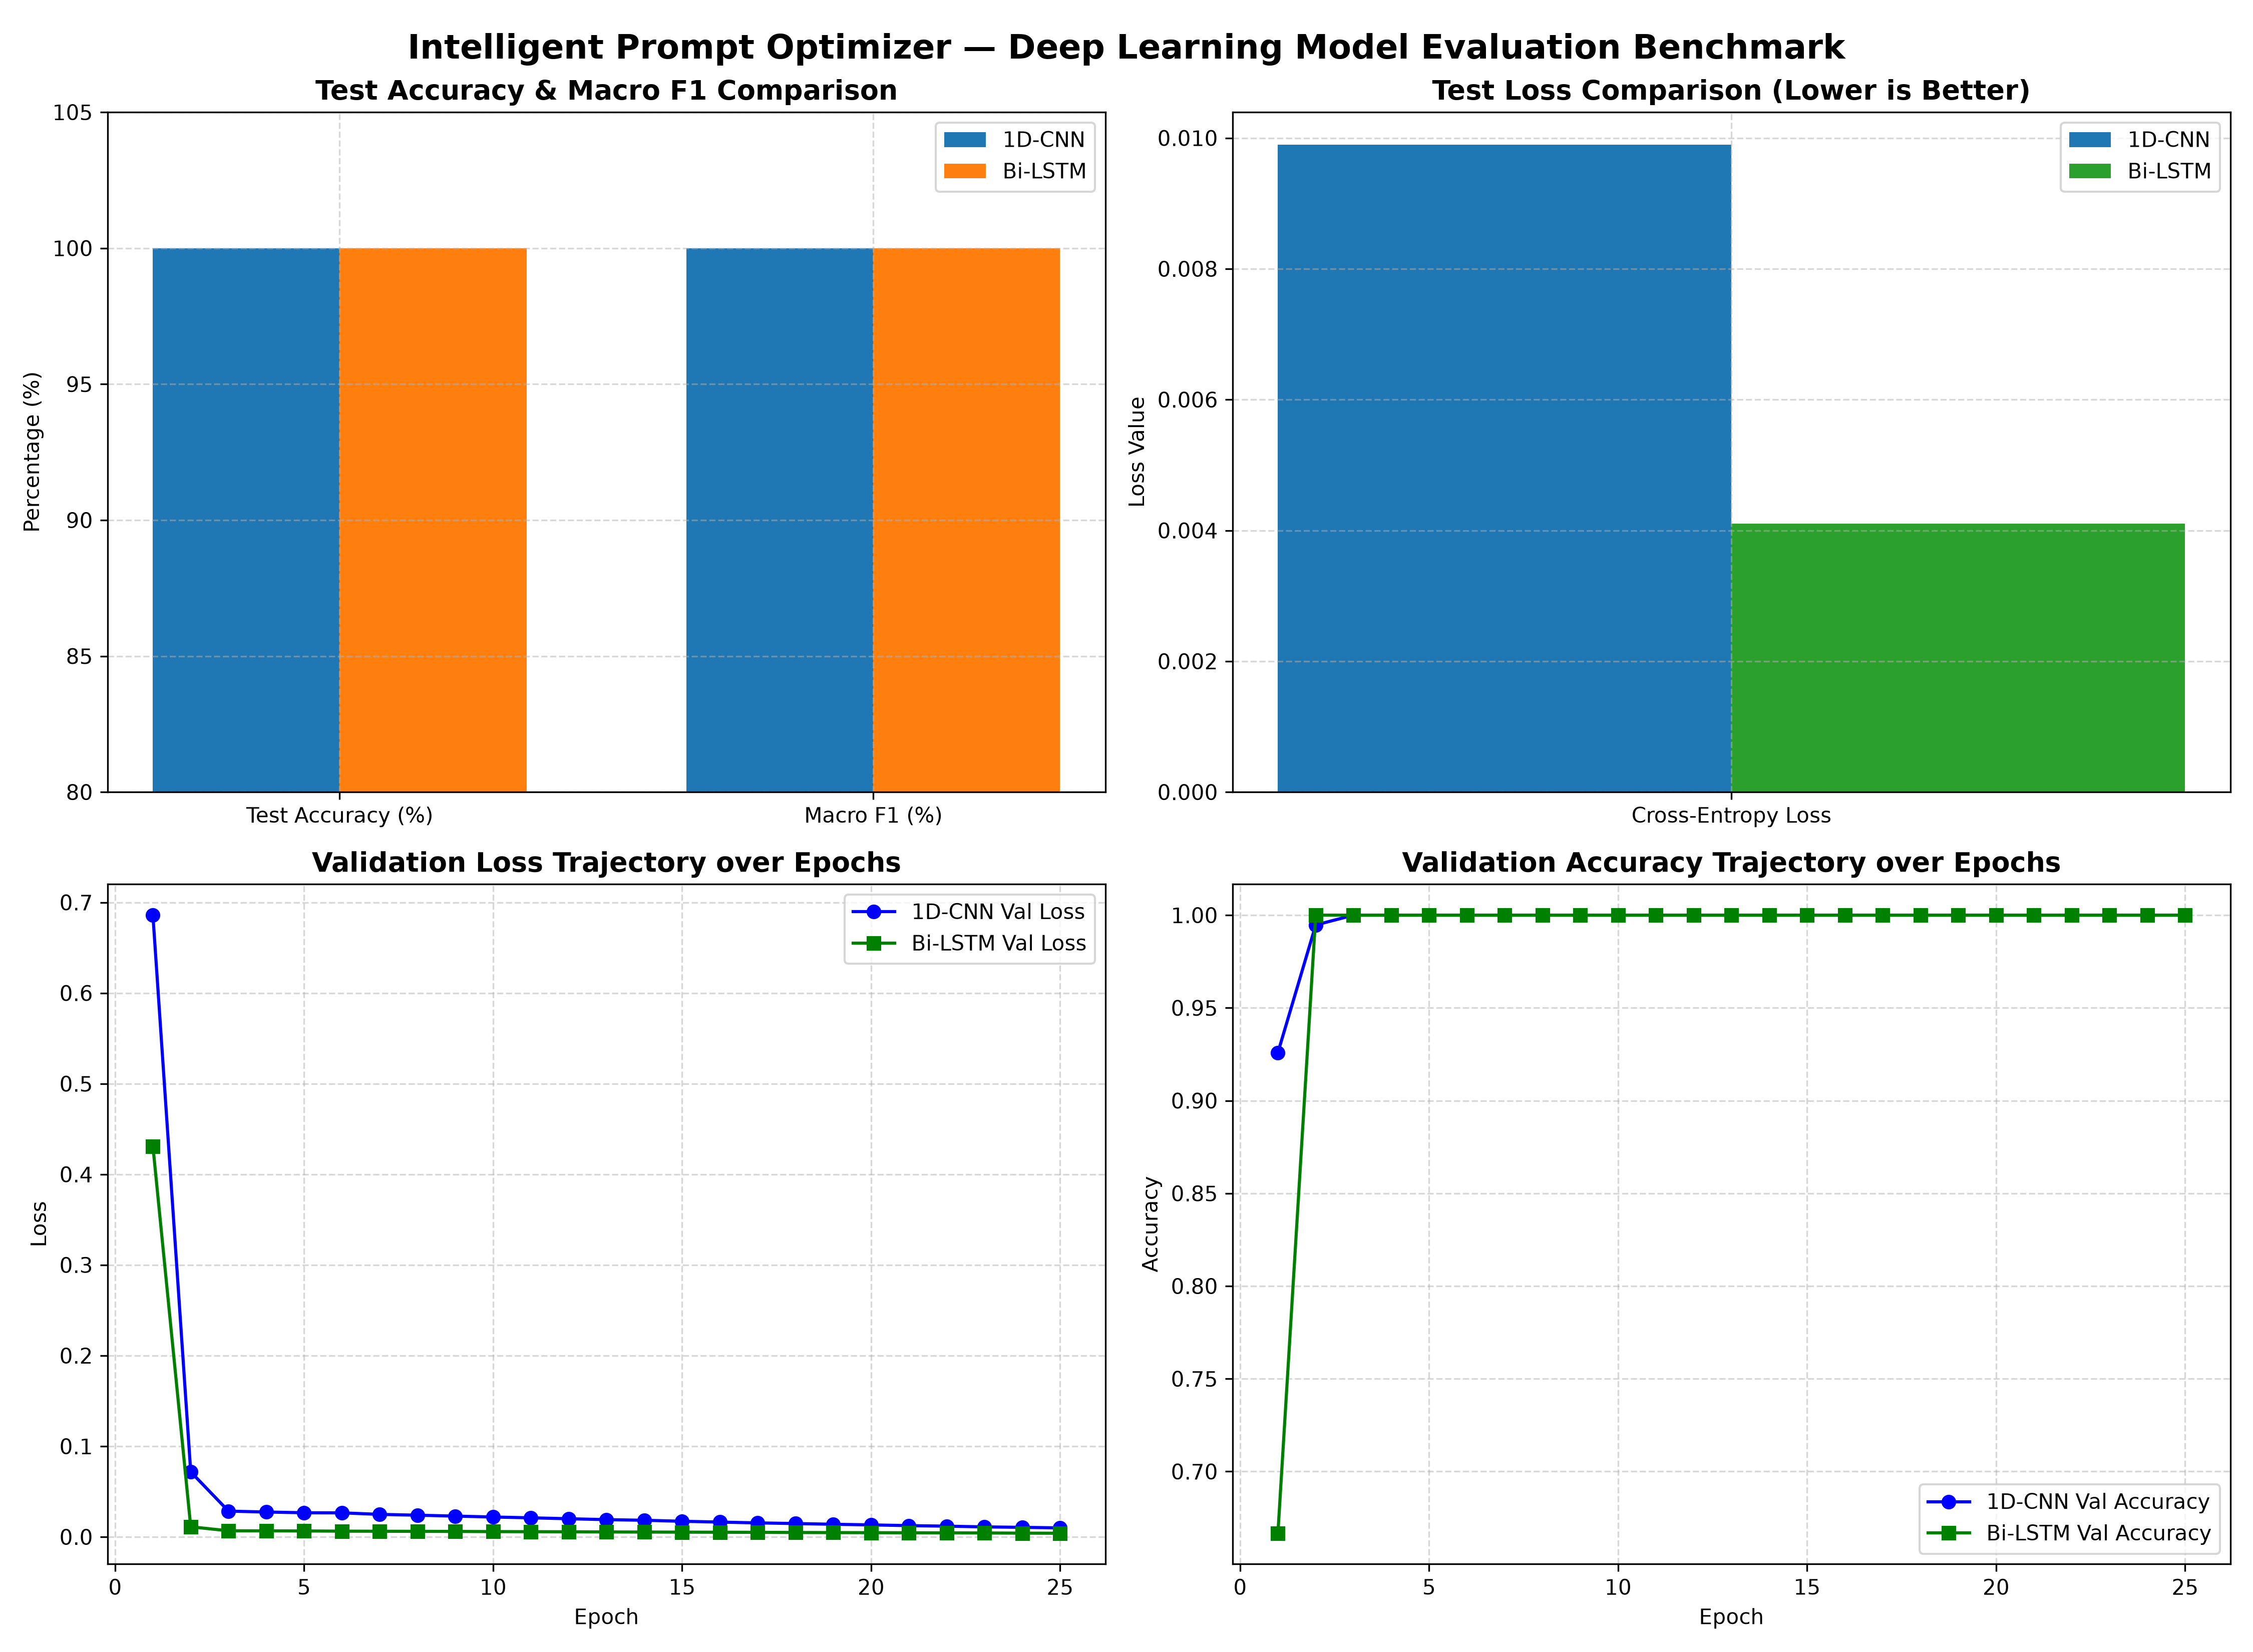 Intelligent Prompt Optimizer — Deep Learning Model Evaluation Benchmark
Test Accuracy & Macro F1 Comparison
105
100
95
90
85
80
Percentage (%)
1D-CNN
Bi-LSTM
Test Accuracy (%)
Macro F1 (%)
Test Loss Comparison (Lower is Better)
0.010
0.008
0.006
0.004
0.002
0.000
Loss Value
1D-CNN
Bi-LSTM
Cross-Entropy Loss
Validation Loss Trajectory over Epochs
0.7
0.6
0.5
0.4
0.3
0.2
0.1
0.0
Loss
1D-CNN Val Loss
Bi-LSTM Val Loss
0
5
10
15
20
25
Epoch
Validation Accuracy Trajectory over Epochs
1.00
0.95
0.90
0.85
0.80
0.75
0.70
Accuracy
1D-CNN Val Accuracy
Bi-LSTM Val Accuracy
0
5
10
15
20
25
Epoch